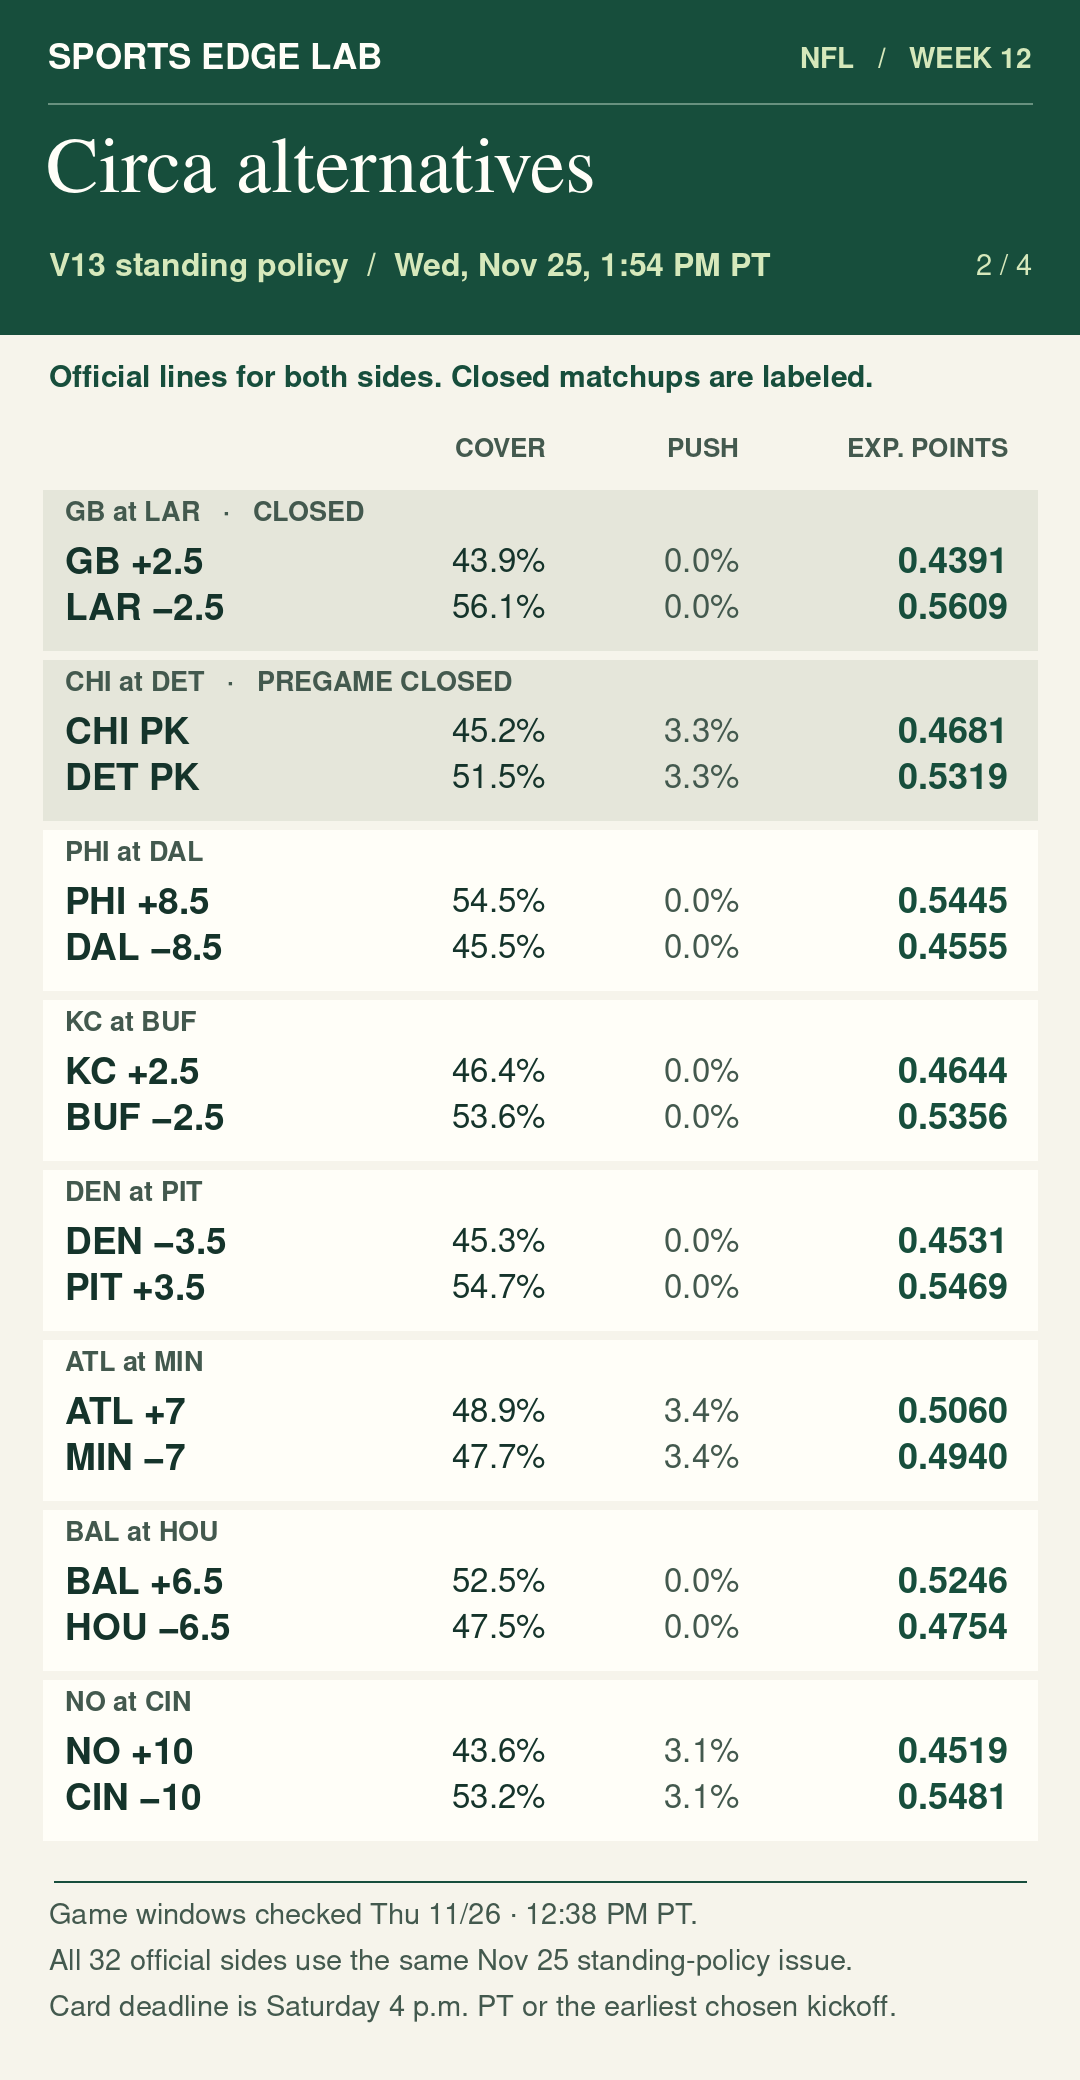 SPORTS EDGE LAB NFL / WEEK 12
Circa alternatives
V13 standing policy / Wed, Nov 25, 1:54 PM PT 2 / 4
Official lines for both sides. Closed matchups are labeled.
COVER PUSH EXP. POINTS
GB at LAR · CLOSED
GB +2.5 43.9% 0.0% 0.4391
LAR −2.5 56.1% 0.0% 0.5609
CHI at DET · PREGAME CLOSED
CHI PK 45.2% 3.3% 0.4681
DET PK 51.5% 3.3% 0.5319
PHI at DAL
PHI +8.5 54.5% 0.0% 0.5445
DAL −8.5 45.5% 0.0% 0.4555
KC at BUF
KC +2.5 46.4% 0.0% 0.4644
BUF −2.5 53.6% 0.0% 0.5356
DEN at PIT
DEN −3.5 45.3% 0.0% 0.4531
PIT +3.5 54.7% 0.0% 0.5469
ATL at MIN
ATL +7 48.9% 3.4% 0.5060
MIN −7 47.7% 3.4% 0.4940
BAL at HOU
BAL +6.5 52.5% 0.0% 0.5246
HOU −6.5 47.5% 0.0% 0.4754
NO at CIN
NO +10 43.6% 3.1% 0.4519
CIN −10 53.2% 3.1% 0.5481
Game windows checked Thu 11/26 · 12:38 PM PT.
All 32 official sides use the same Nov 25 standing-policy issue.
Card deadline is Saturday 4 p.m. PT or the earliest chosen kickoff.